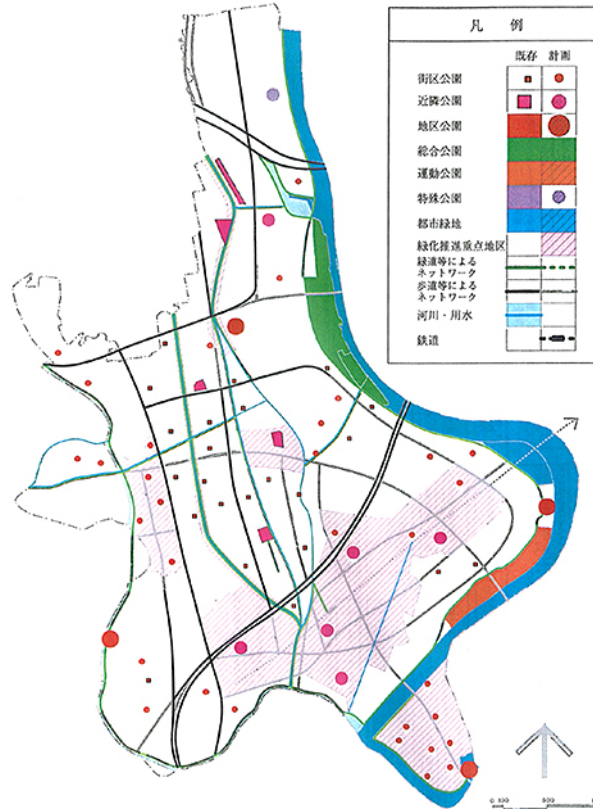 凡 例
既存 計画
街区公園
近隣公園
地区公園
総合公園
運動公園
特殊公園
都市緑地
緑化推進重点地区
緑道等による
ネットワーク
歩道等による
ネットワーク
河川・用水
鉄道